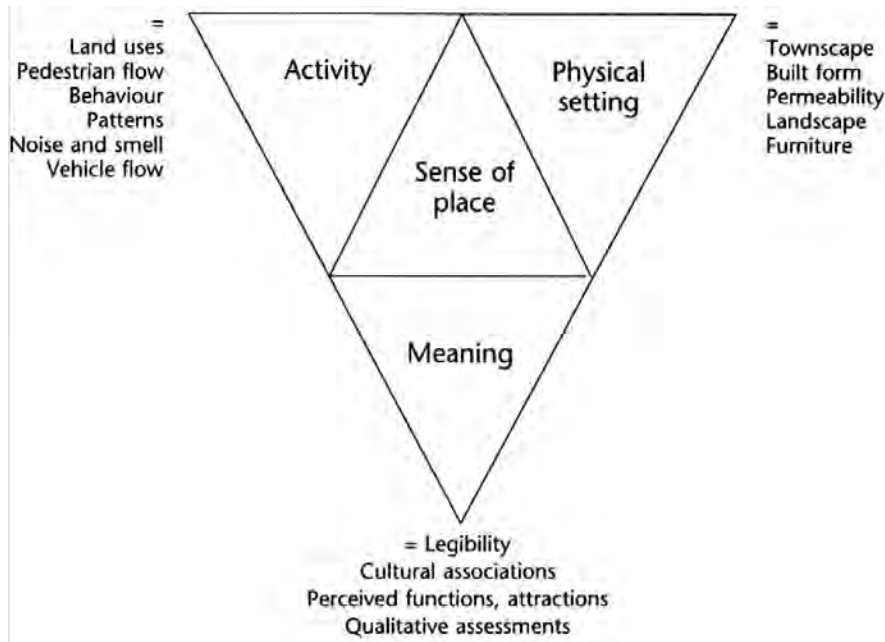 =
Land uses
Pedestrian flow
Behaviour
Patterns
Noise and smell
Vehicle flow
Activity
Physical
setting
=
Townscape
Built form
Permeability
Landscape
Furniture
Sense of
place
Meaning
= Legibility
Cultural associations
Perceived functions, attractions
Qualitative assessments